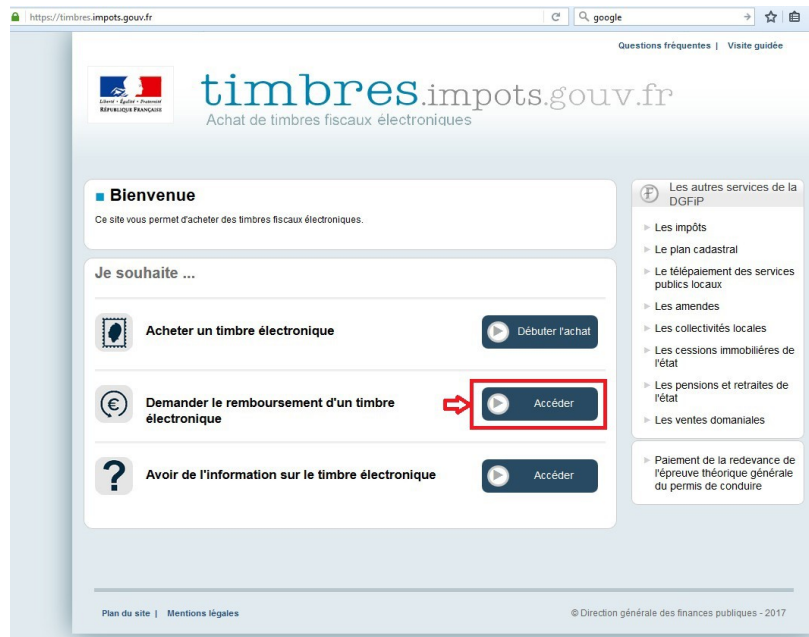 https://timbres.impots.gouv.fr
google
Questions fréquentes | Visite guidée
Liberté • Égalité • Fraternité
RÉPUBLIQUE FRANÇAISE
timbres.impots.gouv.fr
Achat de timbres fiscaux électroniques
Bienvenue
Ce site vous permet d'acheter des timbres fiscaux électroniques.
Je souhaite ...
Acheter un timbre électronique
Débuter l'achat
Demander le remboursement d'un timbre
électronique
Accéder
Avoir de l'information sur le timbre électronique
Accéder
Les autres services de la
DGFiP
Les impôts
Le plan cadastral
Le télépaiement des services
publics locaux
Les amendes
Les collectivités locales
Les cessions immobilières de
l'état
Les pensions et retraites de
l'état
Les ventes domaniales
Paiement de la redevance de
l'épreuve théorique générale
du permis de conduire
Plan du site | Mentions légales
© Direction générale des finances publiques - 2017